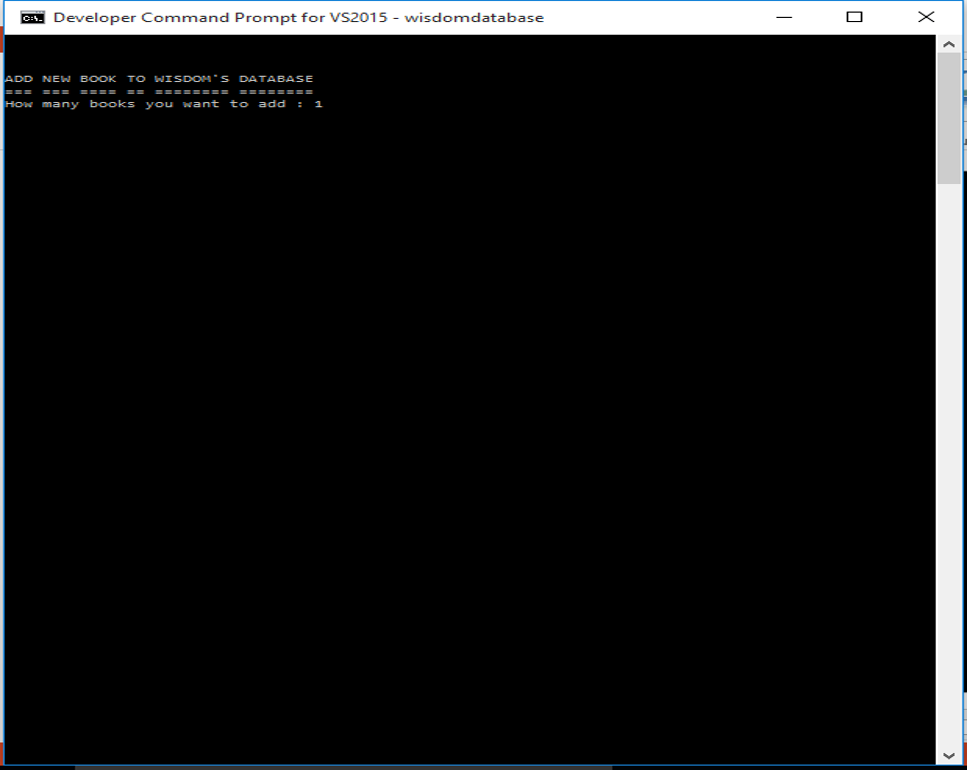 Developer Command Prompt for VS2015 - wisdomdatabase
ADD NEW BOOK TO WISDOM'S DATABASE
=== === ==== == ======== ========
How many books you want to add : 1